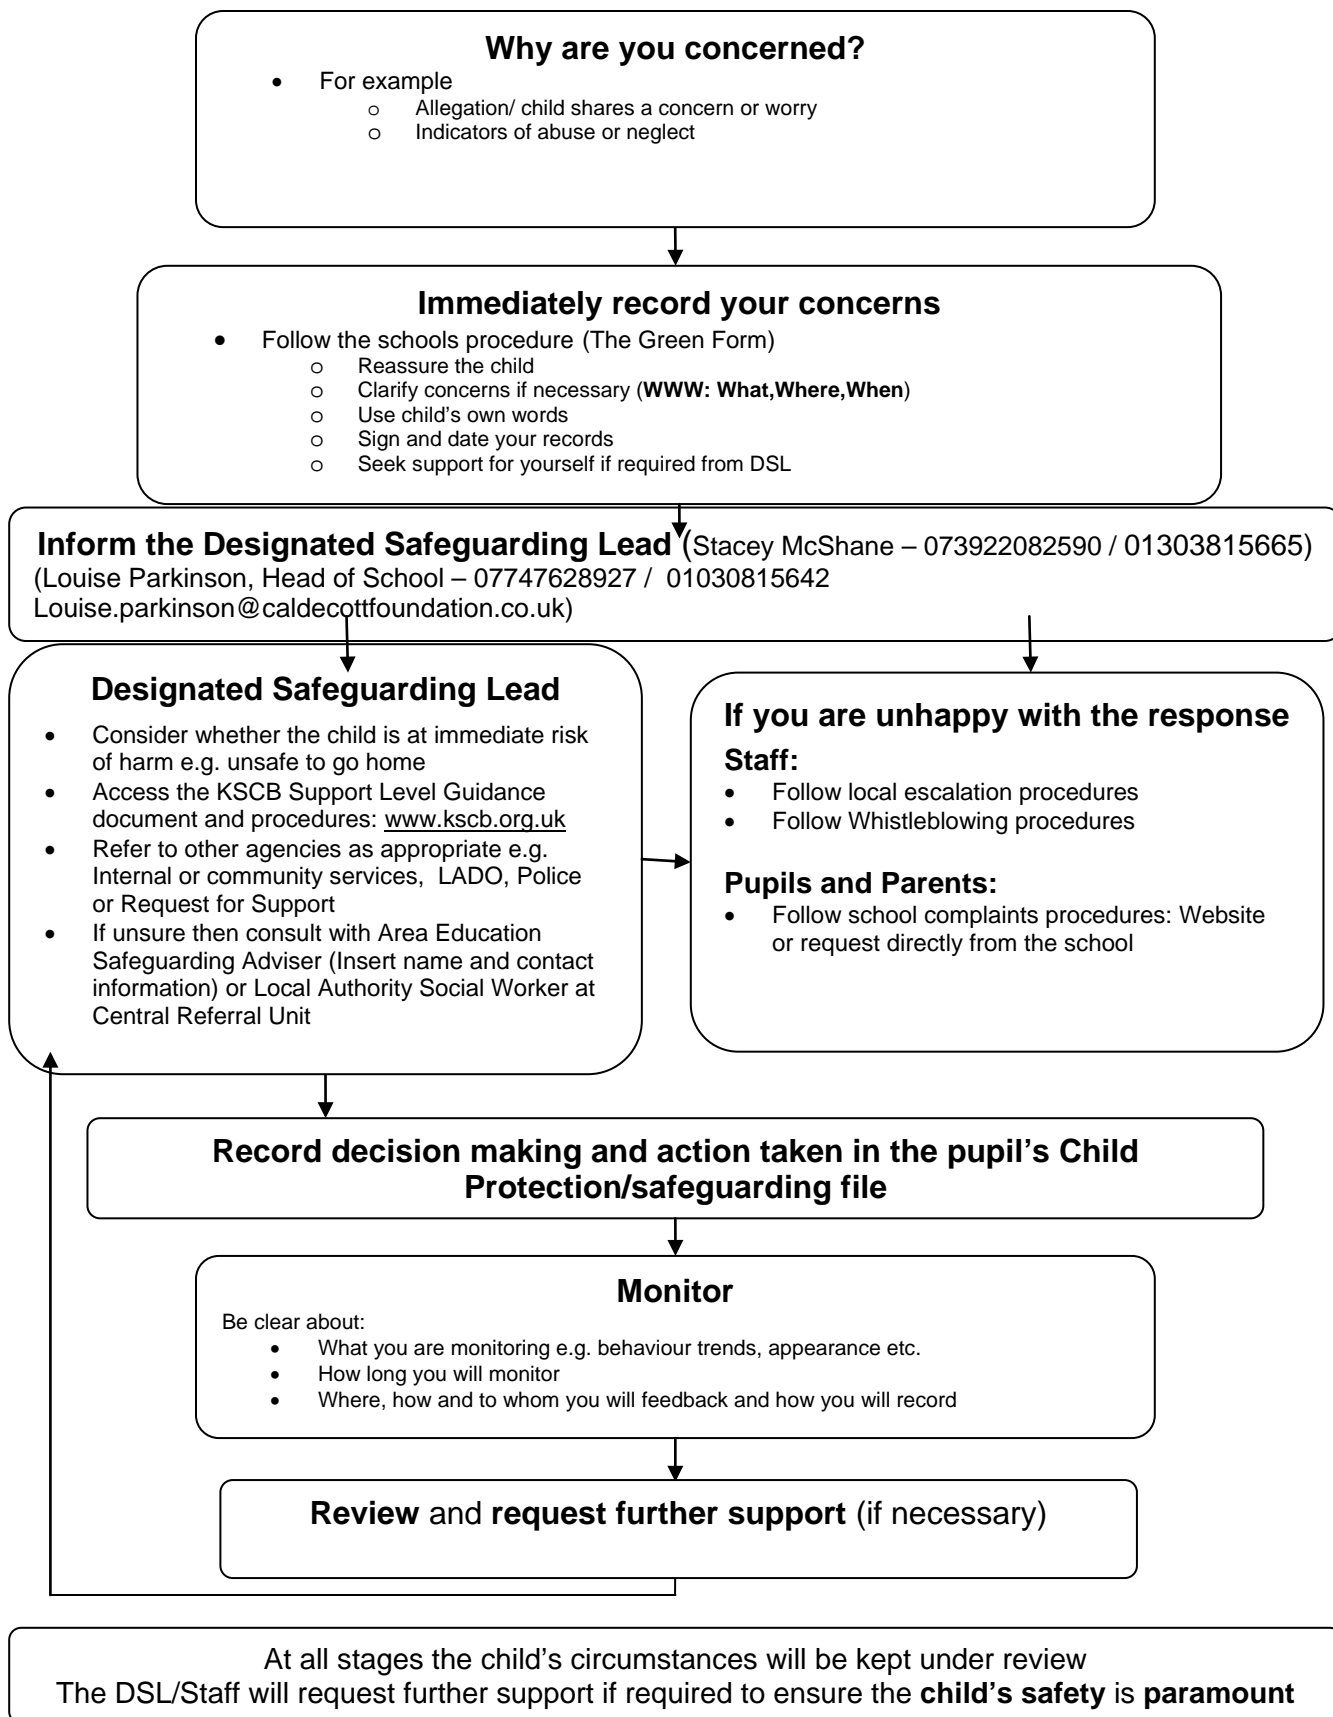 Why are you concerned?
• For example
o Allegation/ child shares a concern or worry
o Indicators of abuse or neglect
Immediately record your concerns
• Follow the schools procedure (The Green Form)
o Reassure the child
o Clarify concerns if necessary (WWW: What,Where,When)
o Use child's own words
o Sign and date your records
o Seek support for yourself if required from DSL
Inform the Designated Safeguarding Lead (Stacey McShane – 073922082590 / 01303815665)
(Louise Parkinson, Head of School – 07747628927 / 01030815642
Louise.parkinson@caldecottfoundation.co.uk)
Designated Safeguarding Lead
• Consider whether the child is at immediate risk
of harm e.g. unsafe to go home
• Access the KSCB Support Level Guidance
document and procedures: www.kscb.org.uk
• Refer to other agencies as appropriate e.g.
Internal or community services, LADO, Police
or Request for Support
• If unsure then consult with Area Education
Safeguarding Adviser (Insert name and contact
information) or Local Authority Social Worker at
Central Referral Unit
If you are unhappy with the response
Staff:
• Follow local escalation procedures
• Follow Whistleblowing procedures
Pupils and Parents:
• Follow school complaints procedures: Website
or request directly from the school
Record decision making and action taken in the pupil's Child
Protection/safeguarding file
Monitor
Be clear about:
• What you are monitoring e.g. behaviour trends, appearance etc.
• How long you will monitor
• Where, how and to whom you will feedback and how you will record
Review and request further support (if necessary)
At all stages the child's circumstances will be kept under review
The DSL/Staff will request further support if required to ensure the child's safety is paramount